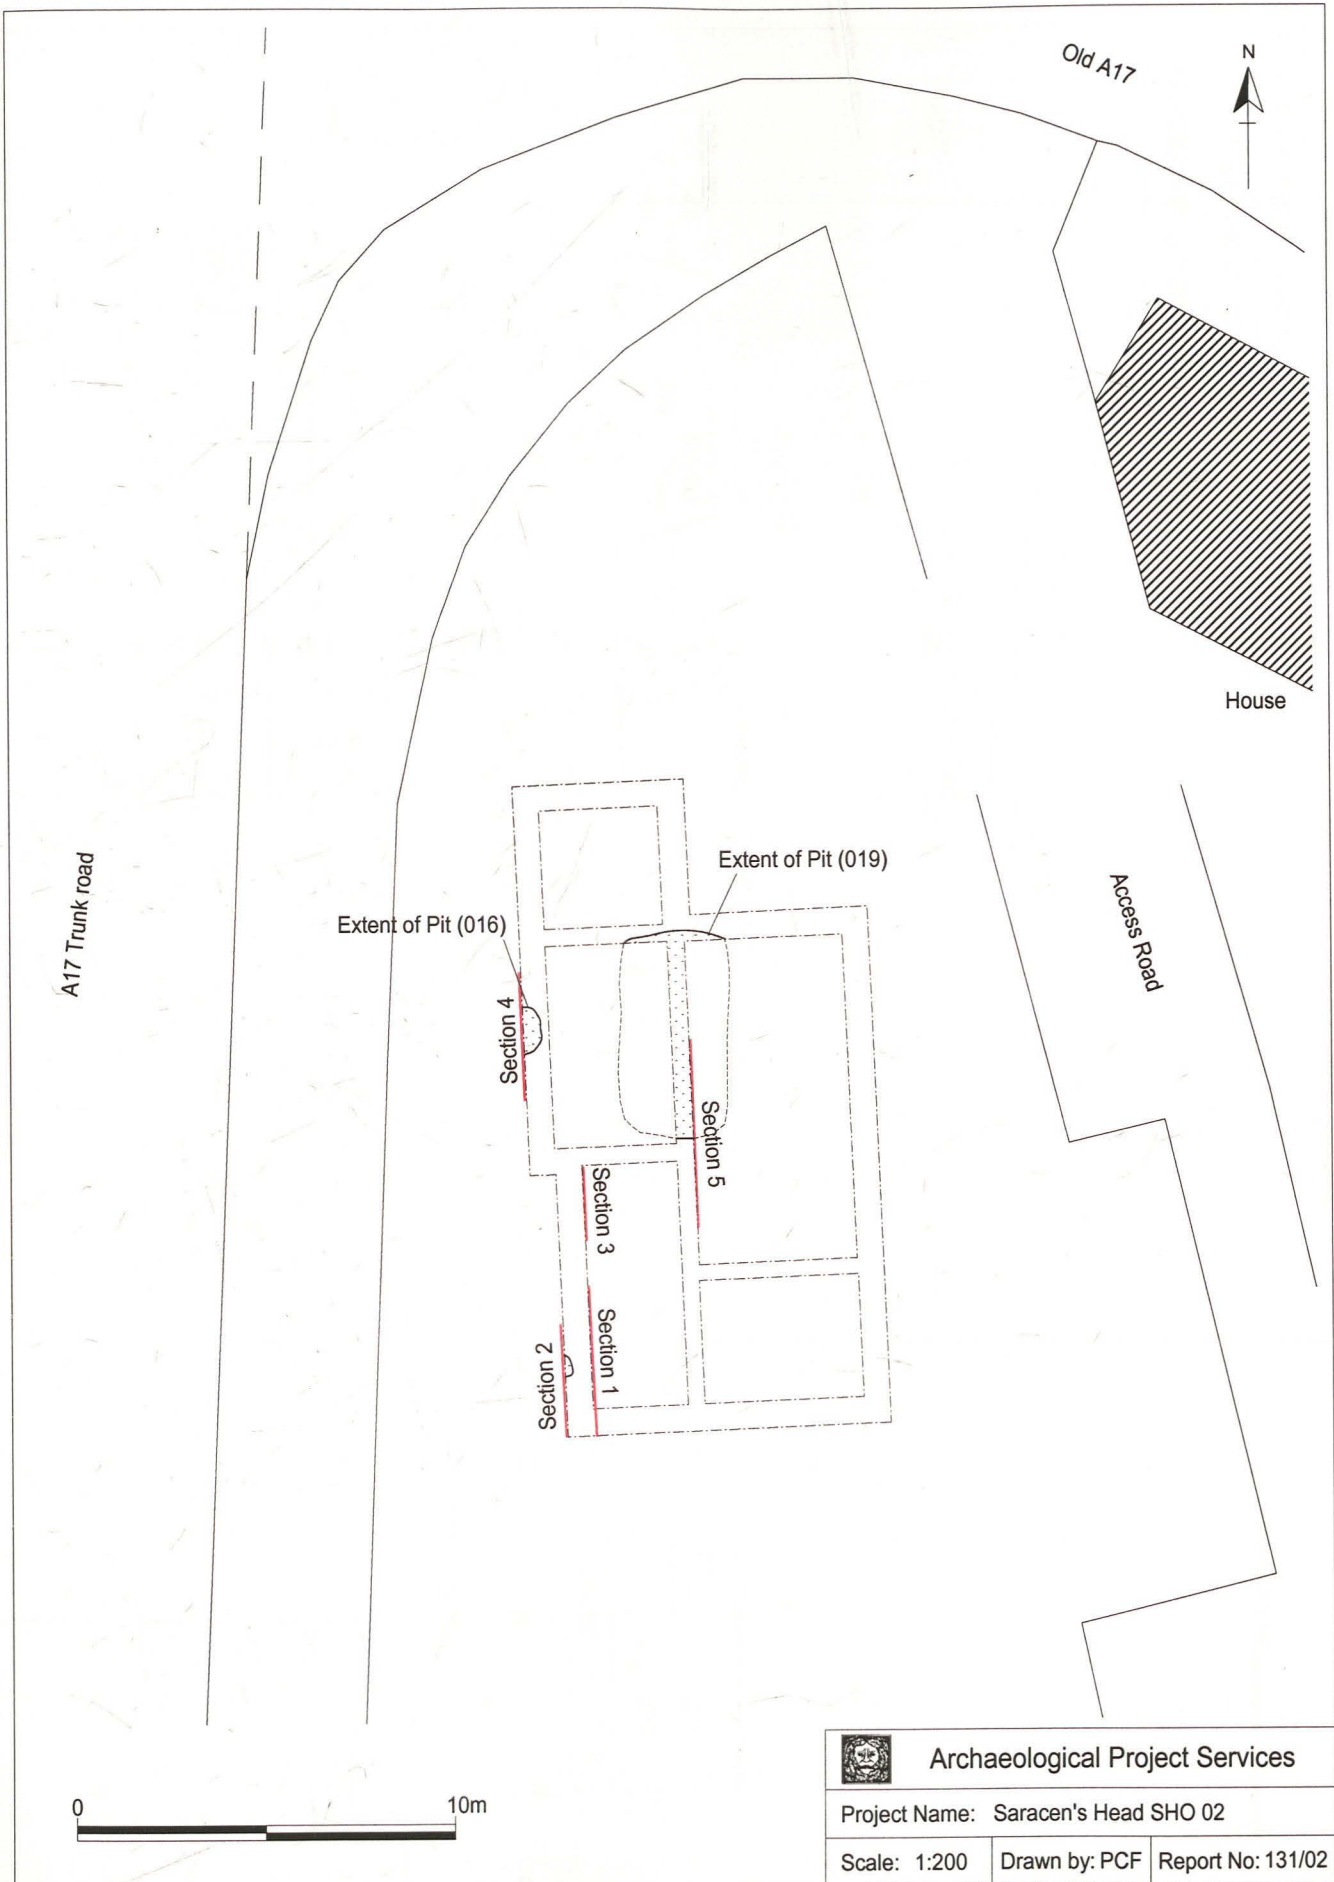 Old A17
N
House
Extent of Pit (019)
Extent of Pit (016)
A17 Trunk road
Access Road
Section 4
Section 5
Section 3
Section 1
Section 2
0 10m
Archaeological Project Services
Project Name: Saracen's Head SHO 02
Scale: 1:200 Drawn by: PCF Report No: 131/02